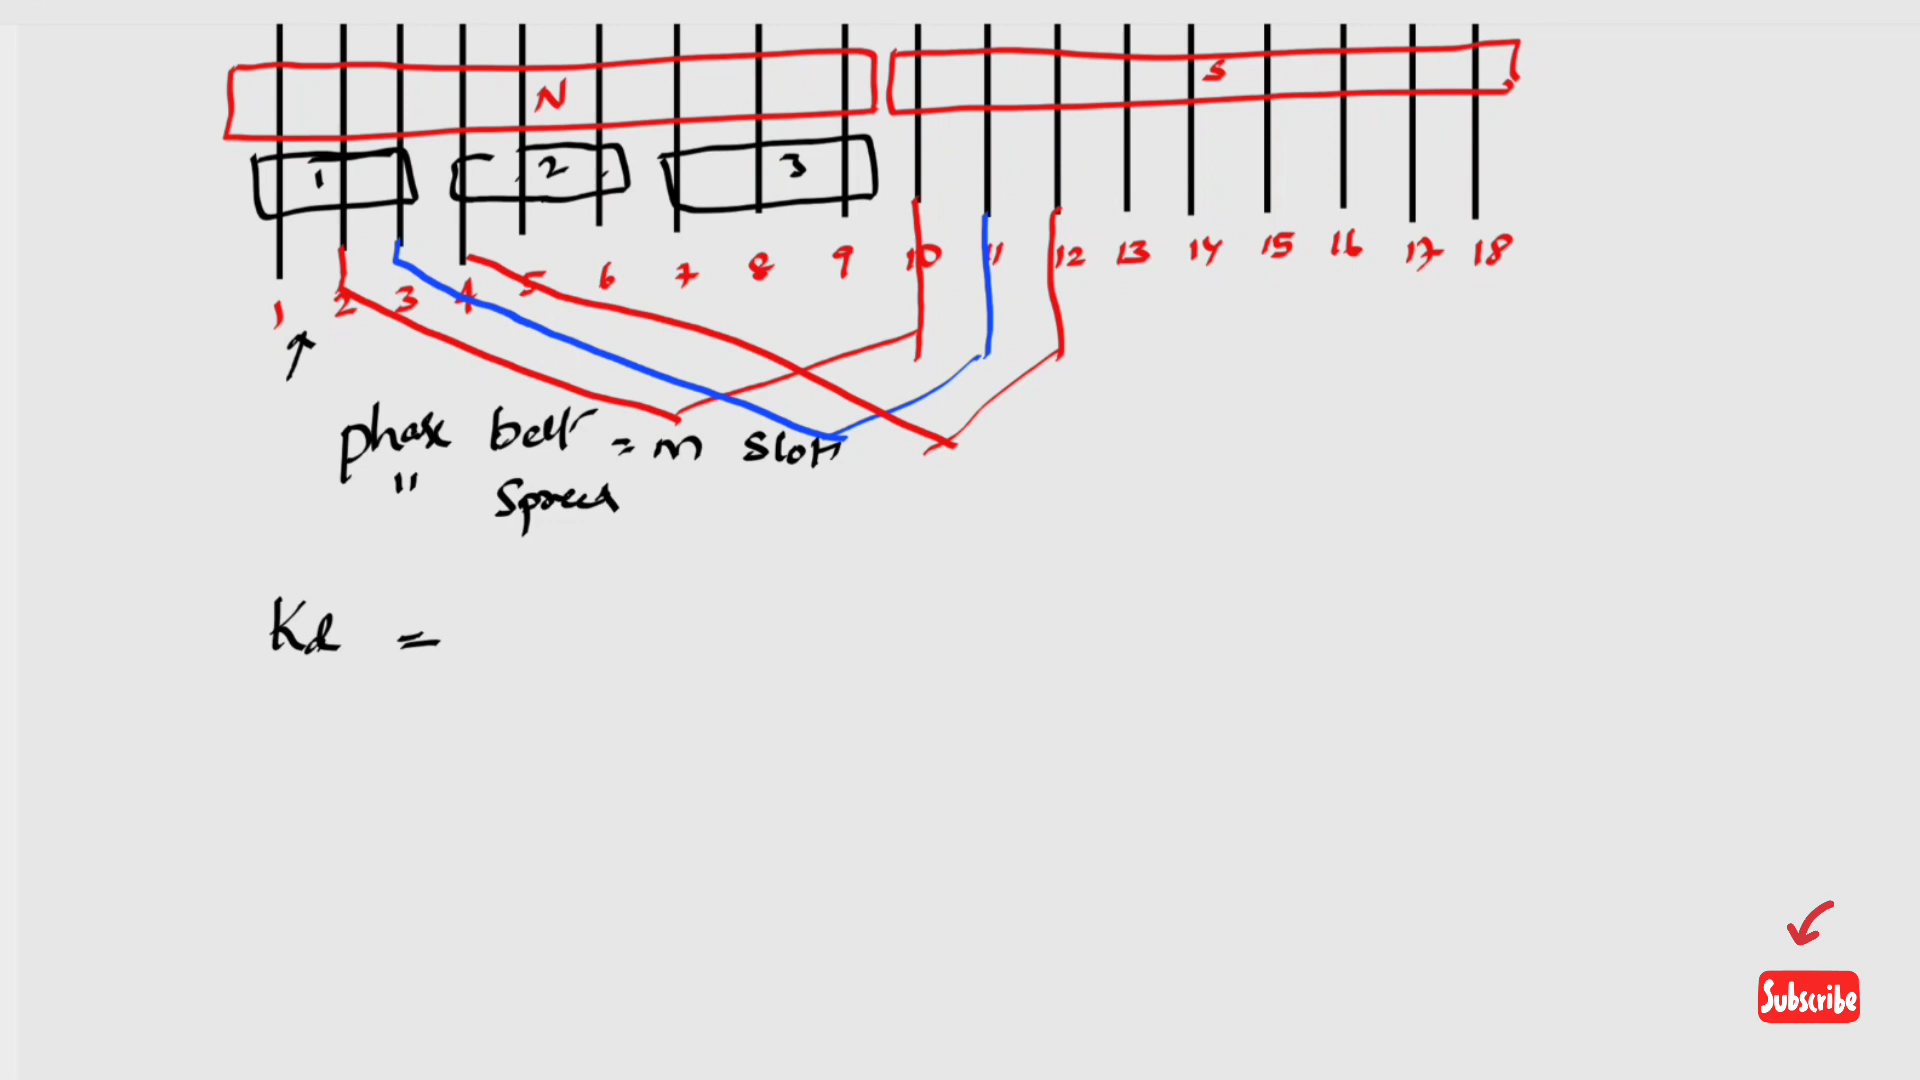 N S
1 2 3
1 2 3 4 5 6 7 8 9 10 11 12 13 14 15 16 17 18
phase belt = m slots
" Spread
Kd =
Subscribe